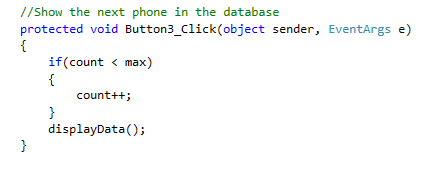 //Show the next phone in the database
protected void Button3_Click(object sender, EventArgs e)
{
    if(count < max)
    {
        count++;
    }
    displayData();
}